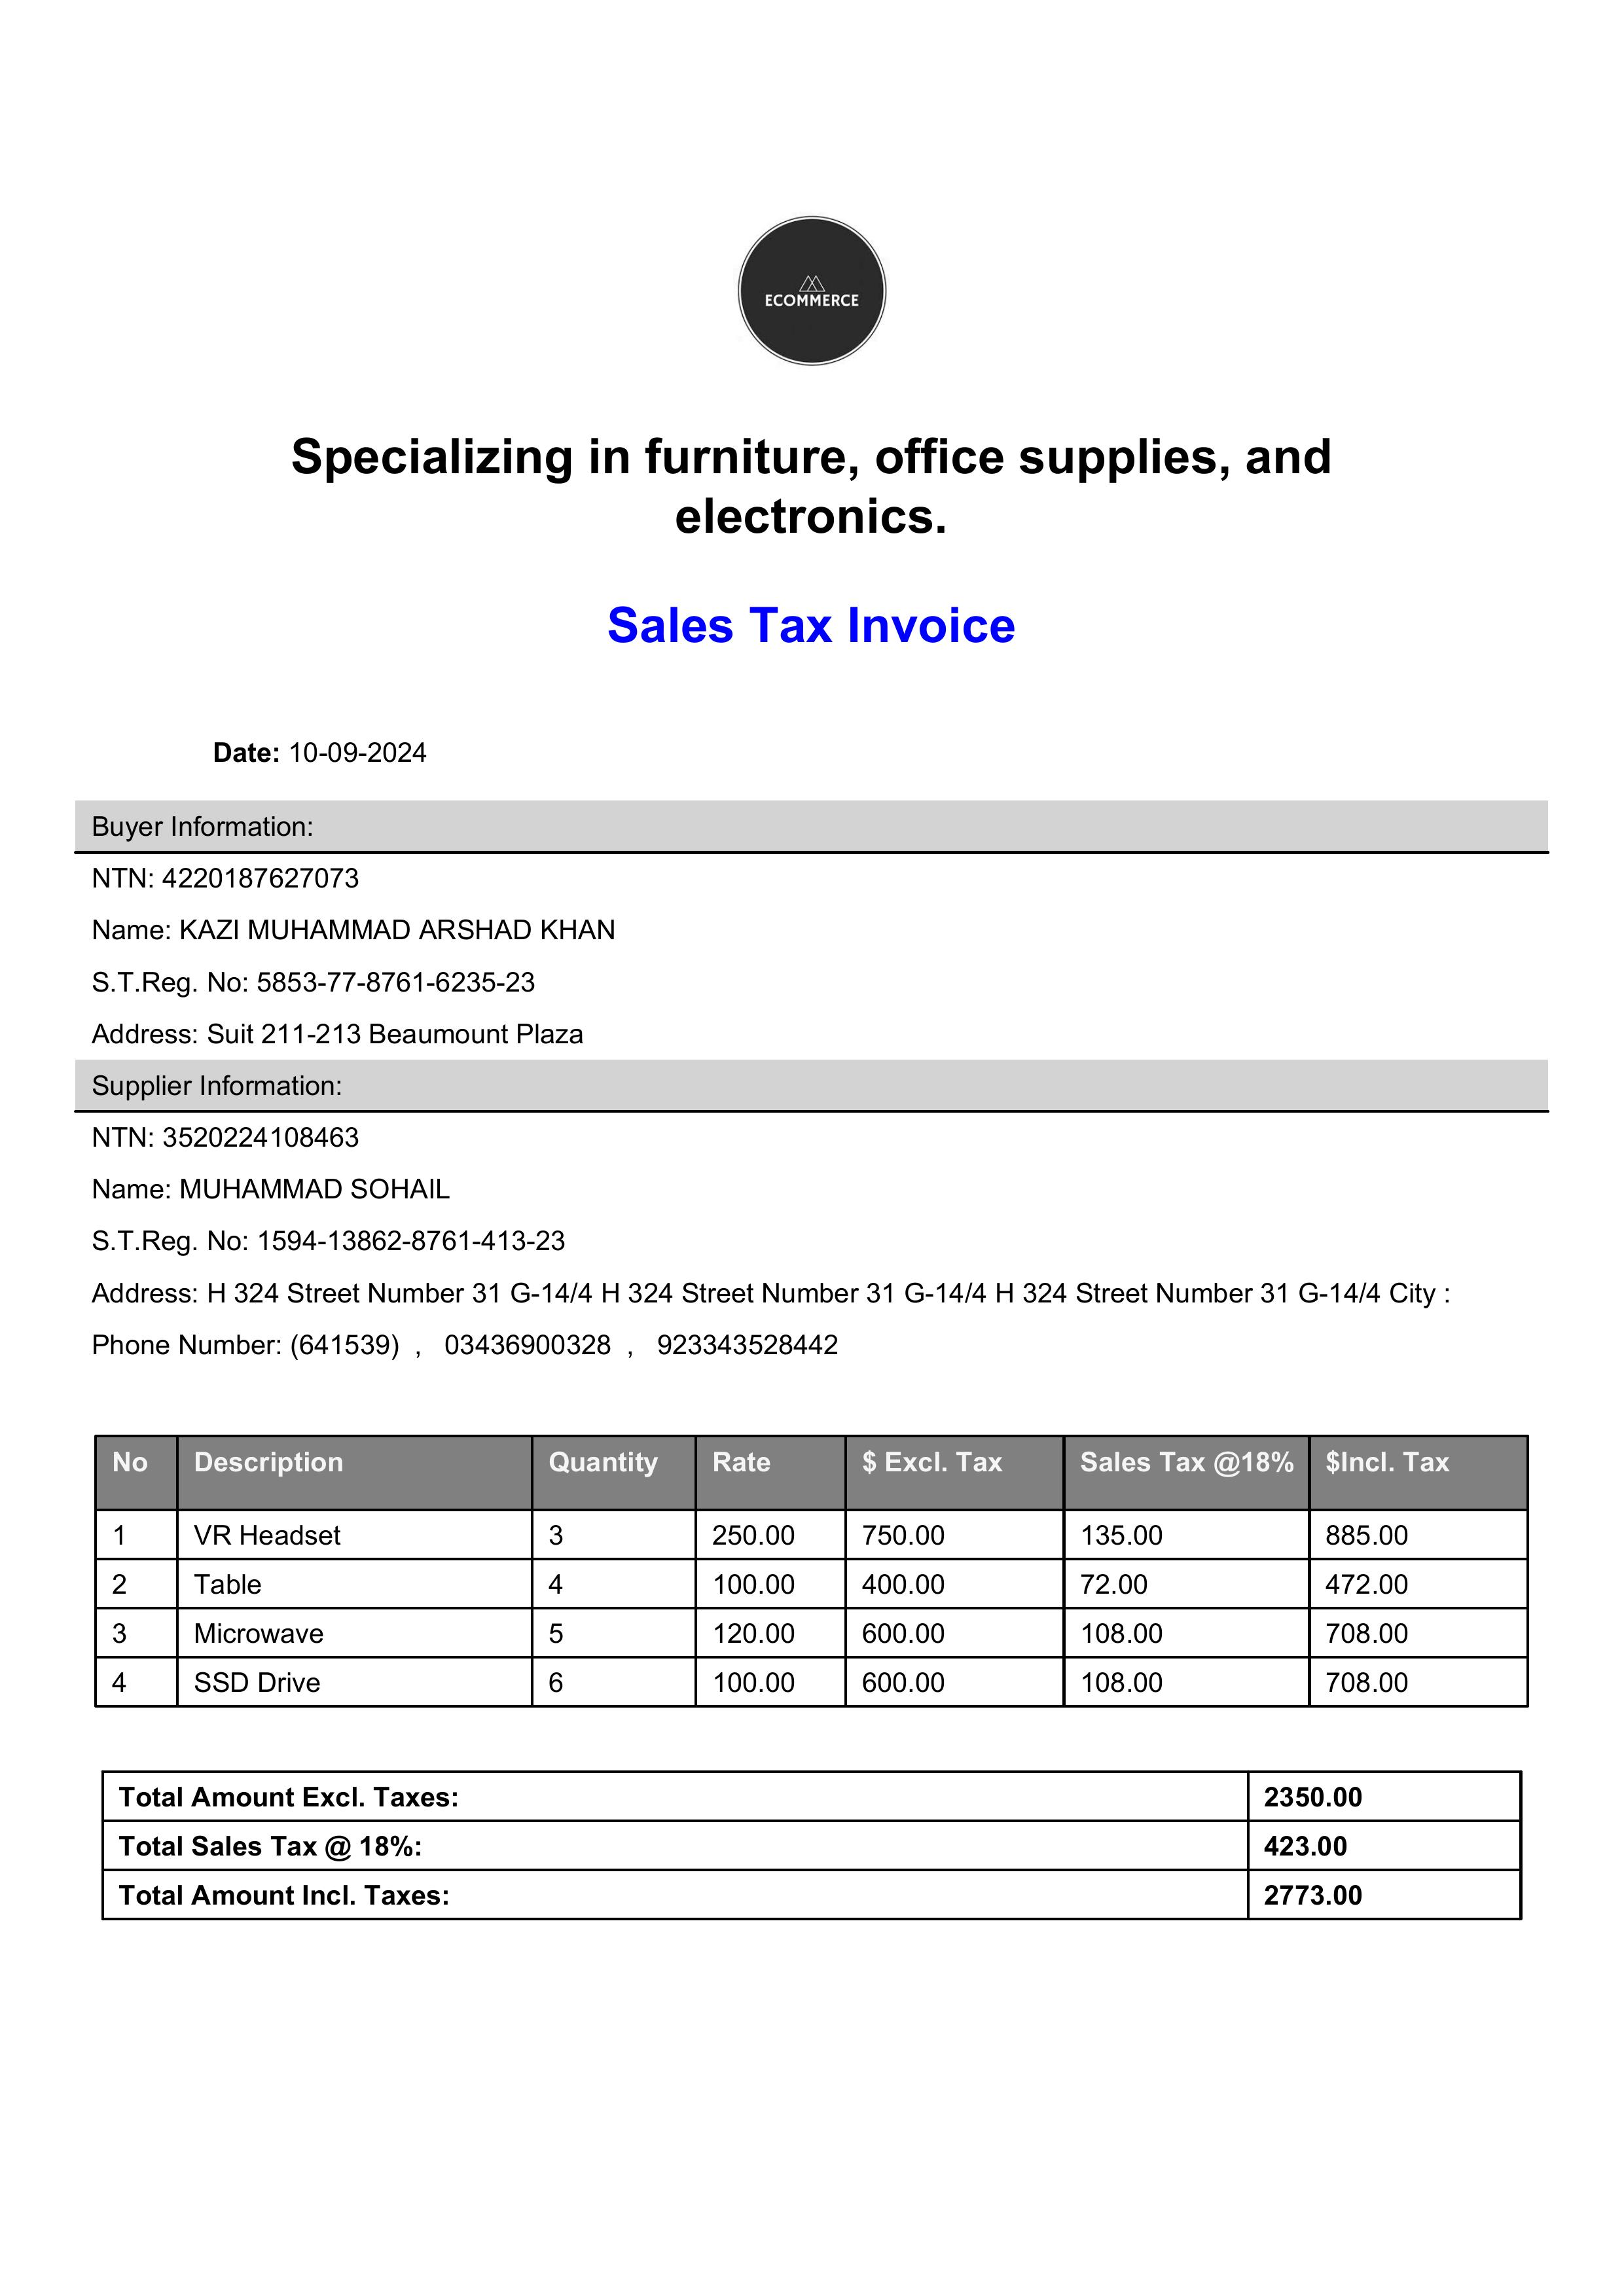 ECOMMERCE
Specializing in furniture, office supplies, and
electronics.
Sales Tax Invoice
Date: 10-09-2024
Buyer Information:
NTN: 4220187627073
Name: KAZI MUHAMMAD ARSHAD KHAN
S.T.Reg. No: 5853-77-8761-6235-23
Address: Suit 211-213 Beaumount Plaza
Supplier Information:
NTN: 3520224108463
Name: MUHAMMAD SOHAIL
S.T.Reg. No: 1594-13862-8761-413-23
Address: H 324 Street Number 31 G-14/4 H 324 Street Number 31 G-14/4 H 324 Street Number 31 G-14/4 City :
Phone Number: (641539) , 03436900328 , 923343528442
No Description Quantity Rate $ Excl. Tax Sales Tax @18% $Incl. Tax
1 VR Headset 3 250.00 750.00 135.00 885.00
2 Table 4 100.00 400.00 72.00 472.00
3 Microwave 5 120.00 600.00 108.00 708.00
4 SSD Drive 6 100.00 600.00 108.00 708.00
Total Amount Excl. Taxes: 2350.00
Total Sales Tax @ 18%: 423.00
Total Amount Incl. Taxes: 2773.00